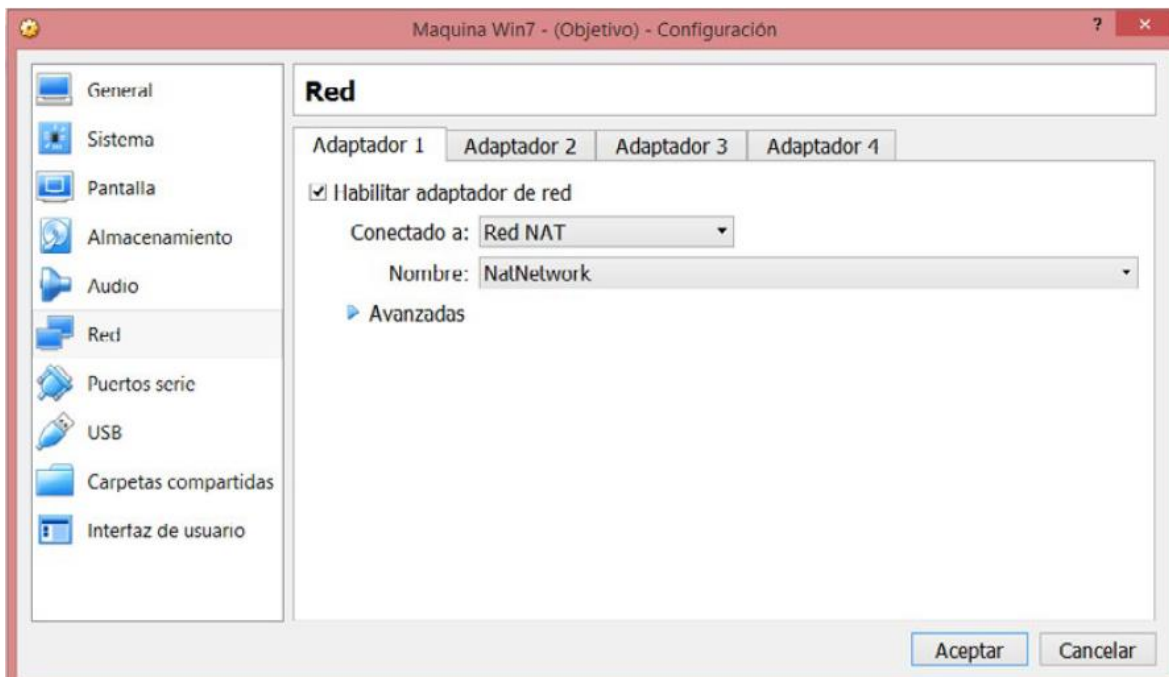 Maquina Win7 - (Objetivo) - Configuración
?
×
General
Sistema
Pantalla
Almacenamiento
Audio
Red
Puertos serie
USB
Carpetas compartidas
Interfaz de usuario
Red
Adaptador 1 Adaptador 2 Adaptador 3 Adaptador 4
Habilitar adaptador de red
Conectado a: Red NAT
Nombre: NatNetwork
Avanzadas
Aceptar Cancelar